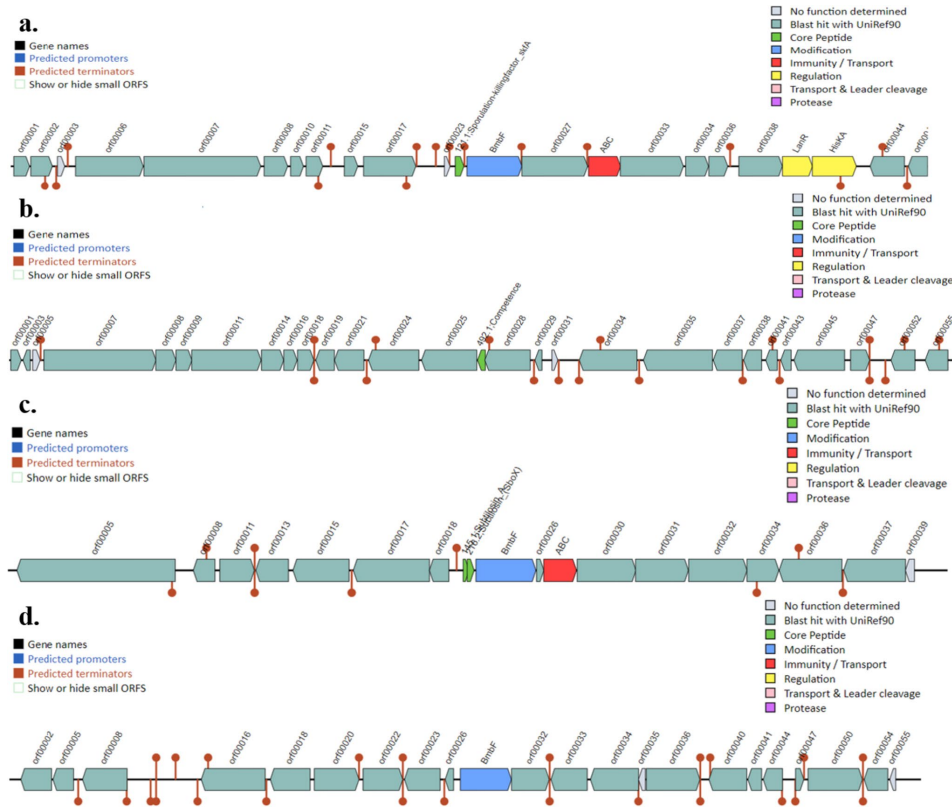 a.
Gene names
Predicted promoters
Predicted terminators
Show or hide small ORFS
No function determined
Blast hit with UniRef90
Core Peptide
Modification
Immunity / Transport
Regulation
Transport & Leader cleavage
Protease
orf00001
orf00002
orf00003
orf00006
orf00007
orf00008
orf00010
orf00011
orf00015
orf00017
orf00023
1:Sporulation-killingfactor_skfA
BmbF
orf00027
ABC
orf00033
orf00034
orf00036
orf00038
LanR
HisKA
orf00044
b.
Gene names
Predicted promoters
Predicted terminators
Show or hide small ORFS
No function determined
Blast hit with UniRef90
Core Peptide
Modification
Immunity / Transport
Regulation
Transport & Leader cleavage
Protease
orf00001
orf00003
orf00005
orf00007
orf00008
orf00009
orf00011
orf00014
orf00016
orf00018
orf00019
orf00021
orf00024
orf00025
492_1:Competence
orf00028
orf00029
orf00031
orf00034
orf00035
orf00037
orf00038
orf00041
orf00043
orf00045
orf00047
orf00052
orf00055
c.
Gene names
Predicted promoters
Predicted terminators
Show or hide small ORFS
No function determined
Blast hit with UniRef90
Core Peptide
Modification
Immunity / Transport
Regulation
Transport & Leader cleavage
Protease
orf00005
orf00008
orf00011
orf00013
orf00015
orf00017
orf00018
(SboX)
BmbF
orf00026
ABC
orf00030
orf00031
orf00032
orf00034
orf00036
orf00037
orf00039
d.
Gene names
Predicted promoters
Predicted terminators
Show or hide small ORFS
No function determined
Blast hit with UniRef90
Core Peptide
Modification
Immunity / Transport
Regulation
Transport & Leader cleavage
Protease
orf00002
orf00005
orf00008
orf00016
orf00018
orf00020
orf00022
orf00023
orf00026
BmbF
orf00032
orf00033
orf00034
orf00035
orf00036
orf00040
orf00041
orf00044
orf00047
orf00050
orf00054
orf00055